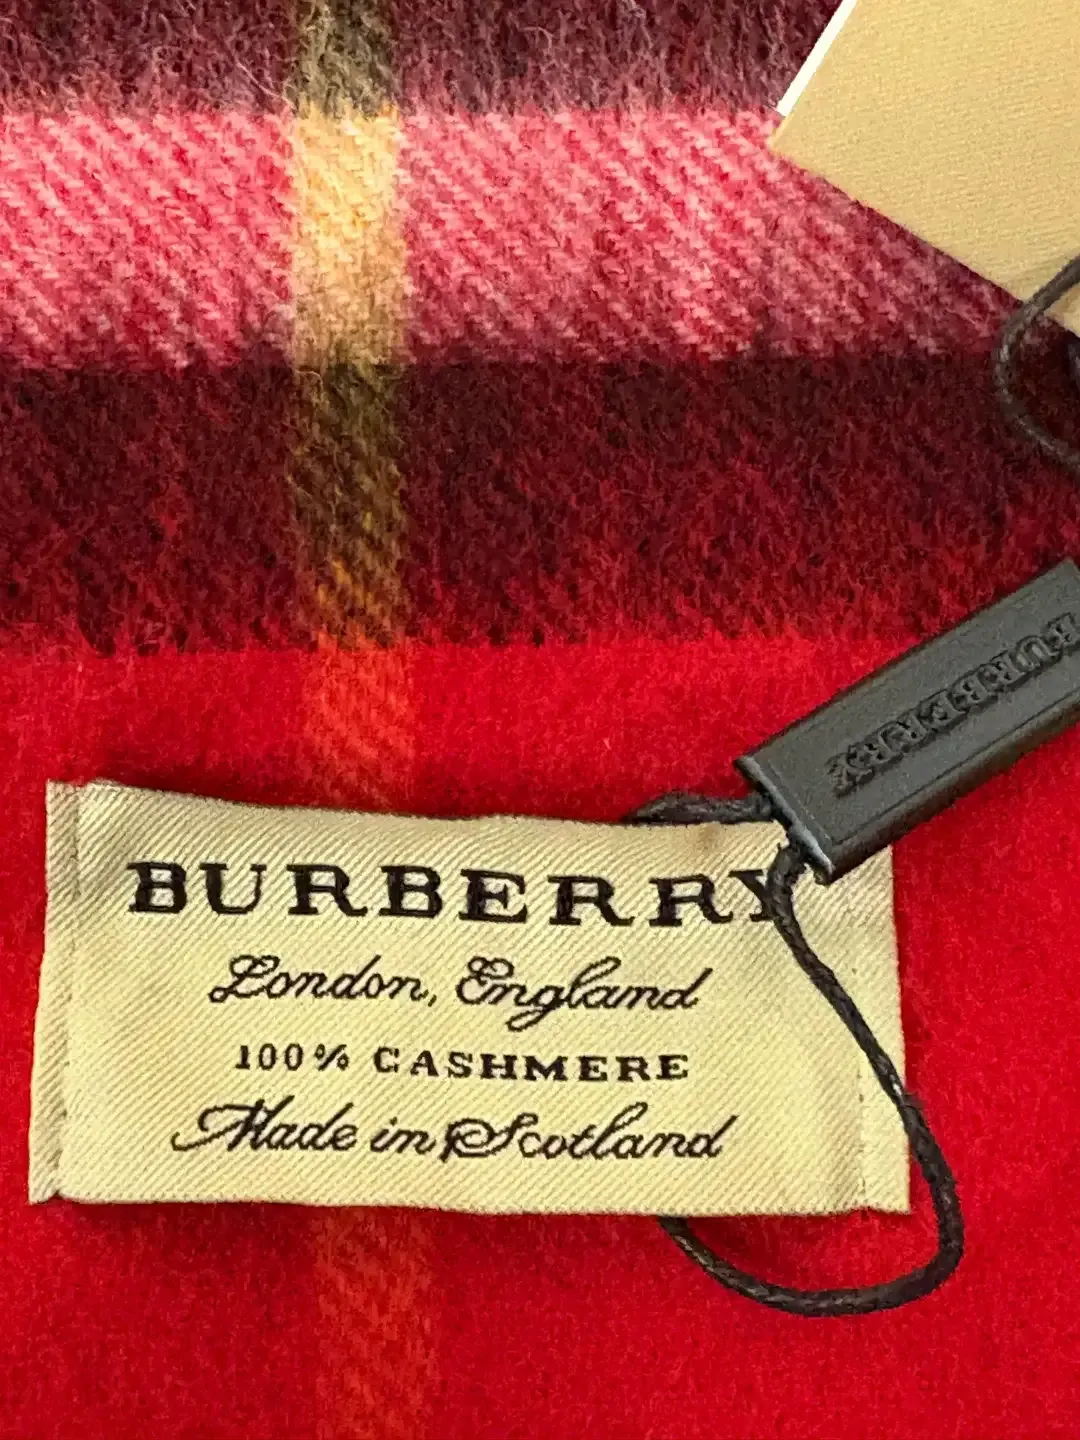 BURBERRY
BURBERRY
London, England
100% CASHMERE
Made in Scotland